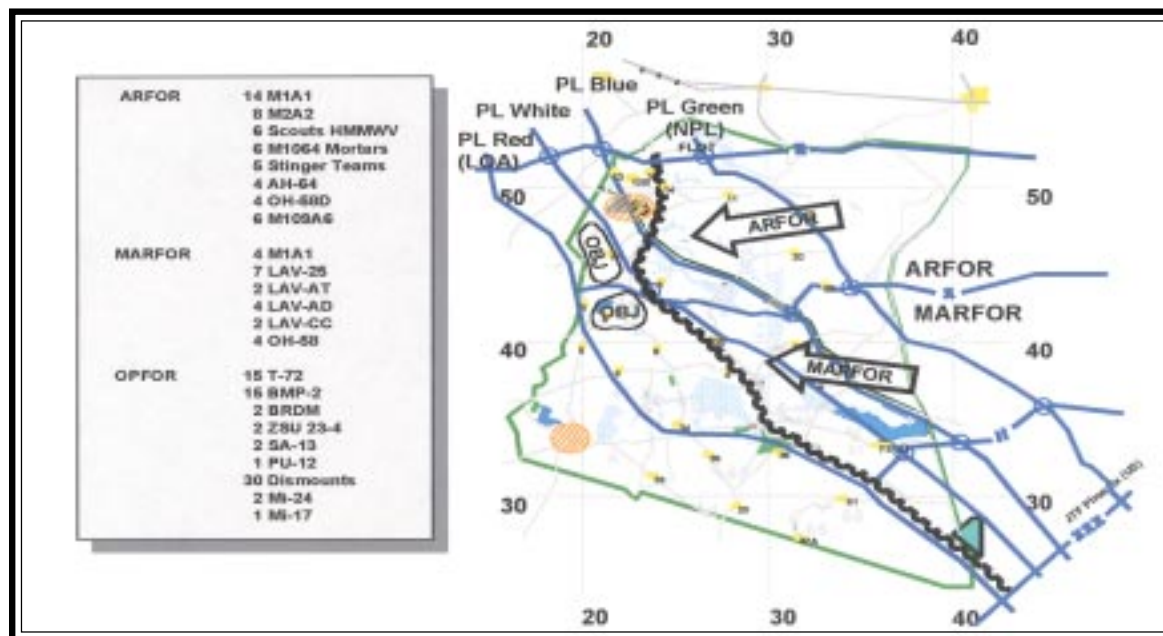 ARFOR 14 M1A1
8 M2A2
6 Scouts HMMWV
6 M1064 Mortars
5 Stinger Teams
4 AH-64
4 OH-58D
6 M109A6
MARFOR 4 M1A1
7 LAV-25
2 LAV-AT
4 LAV-AD
2 LAV-CC
4 OH-58
OPFOR 15 T-72
16 BMP-2
2 BRDM
2 ZSU 23-4
2 SA-13
1 PU-12
30 Dismounts
2 Mi-24
1 Mi-17
20 30 40
PL Blue
PL White
PL Green
(NPL)
PL Red
(LOA)
50 50
ARFOR
OBJ
ARFOR
MARFOR
OBJ
40 40
MARFOR
30 30
XXX
20 30 40